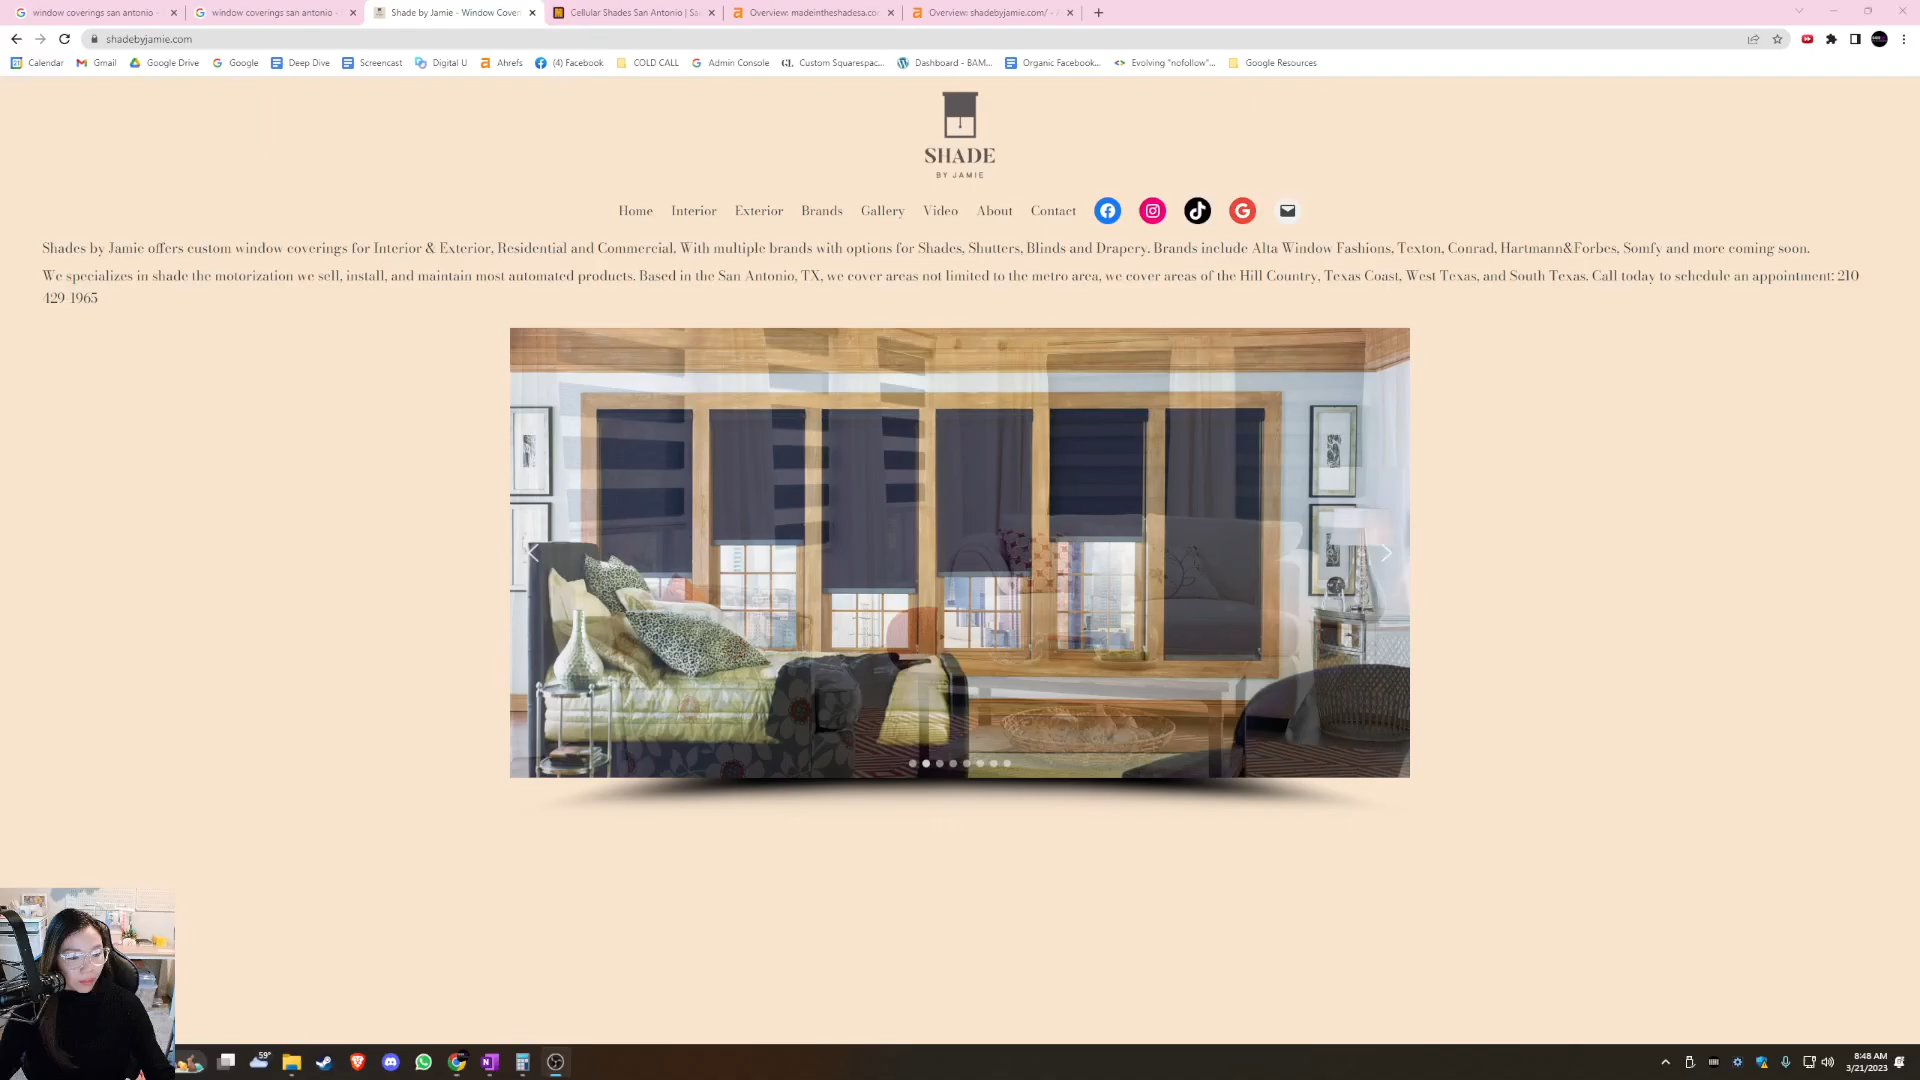 window coverings san antonio -
window coverings san antonio -
Shade by Jamie - Window Cover
Cellular Shades San Antonio | Sa
Overview: madeintheshadesa.co
Overview: shadebyjamie.com/ - A
shadebyjamie.com
Calendar
Gmail
Google Drive
Google
Deep Dive
Screencast
Digital U
Ahrefs
(4) Facebook
COLD CALL
Admin Console
Custom Squarespac...
Dashboard - BAM...
Organic Facebook...
Evolving "nofollow"...
Google Resources
SHADE
BY JAMIE
Home Interior Exterior Brands Gallery Video About Contact
Shades by Jamie offers custom window coverings for Interior & Exterior, Residential and Commercial. With multiple brands with options for Shades, Shutters, Blinds and Drapery. Brands include Alta Window Fashions, Texton, Conrad, Hartmann&Forbes, Somfy and more coming soon.
We specializes in shade the motorization we sell, install, and maintain most automated products. Based in the San Antonio, TX, we cover areas not limited to the metro area, we cover areas of the Hill Country, Texas Coast, West Texas, and South Texas. Call today to schedule an appointment: 210
429-1965
59°
8:48 AM
3/21/2023